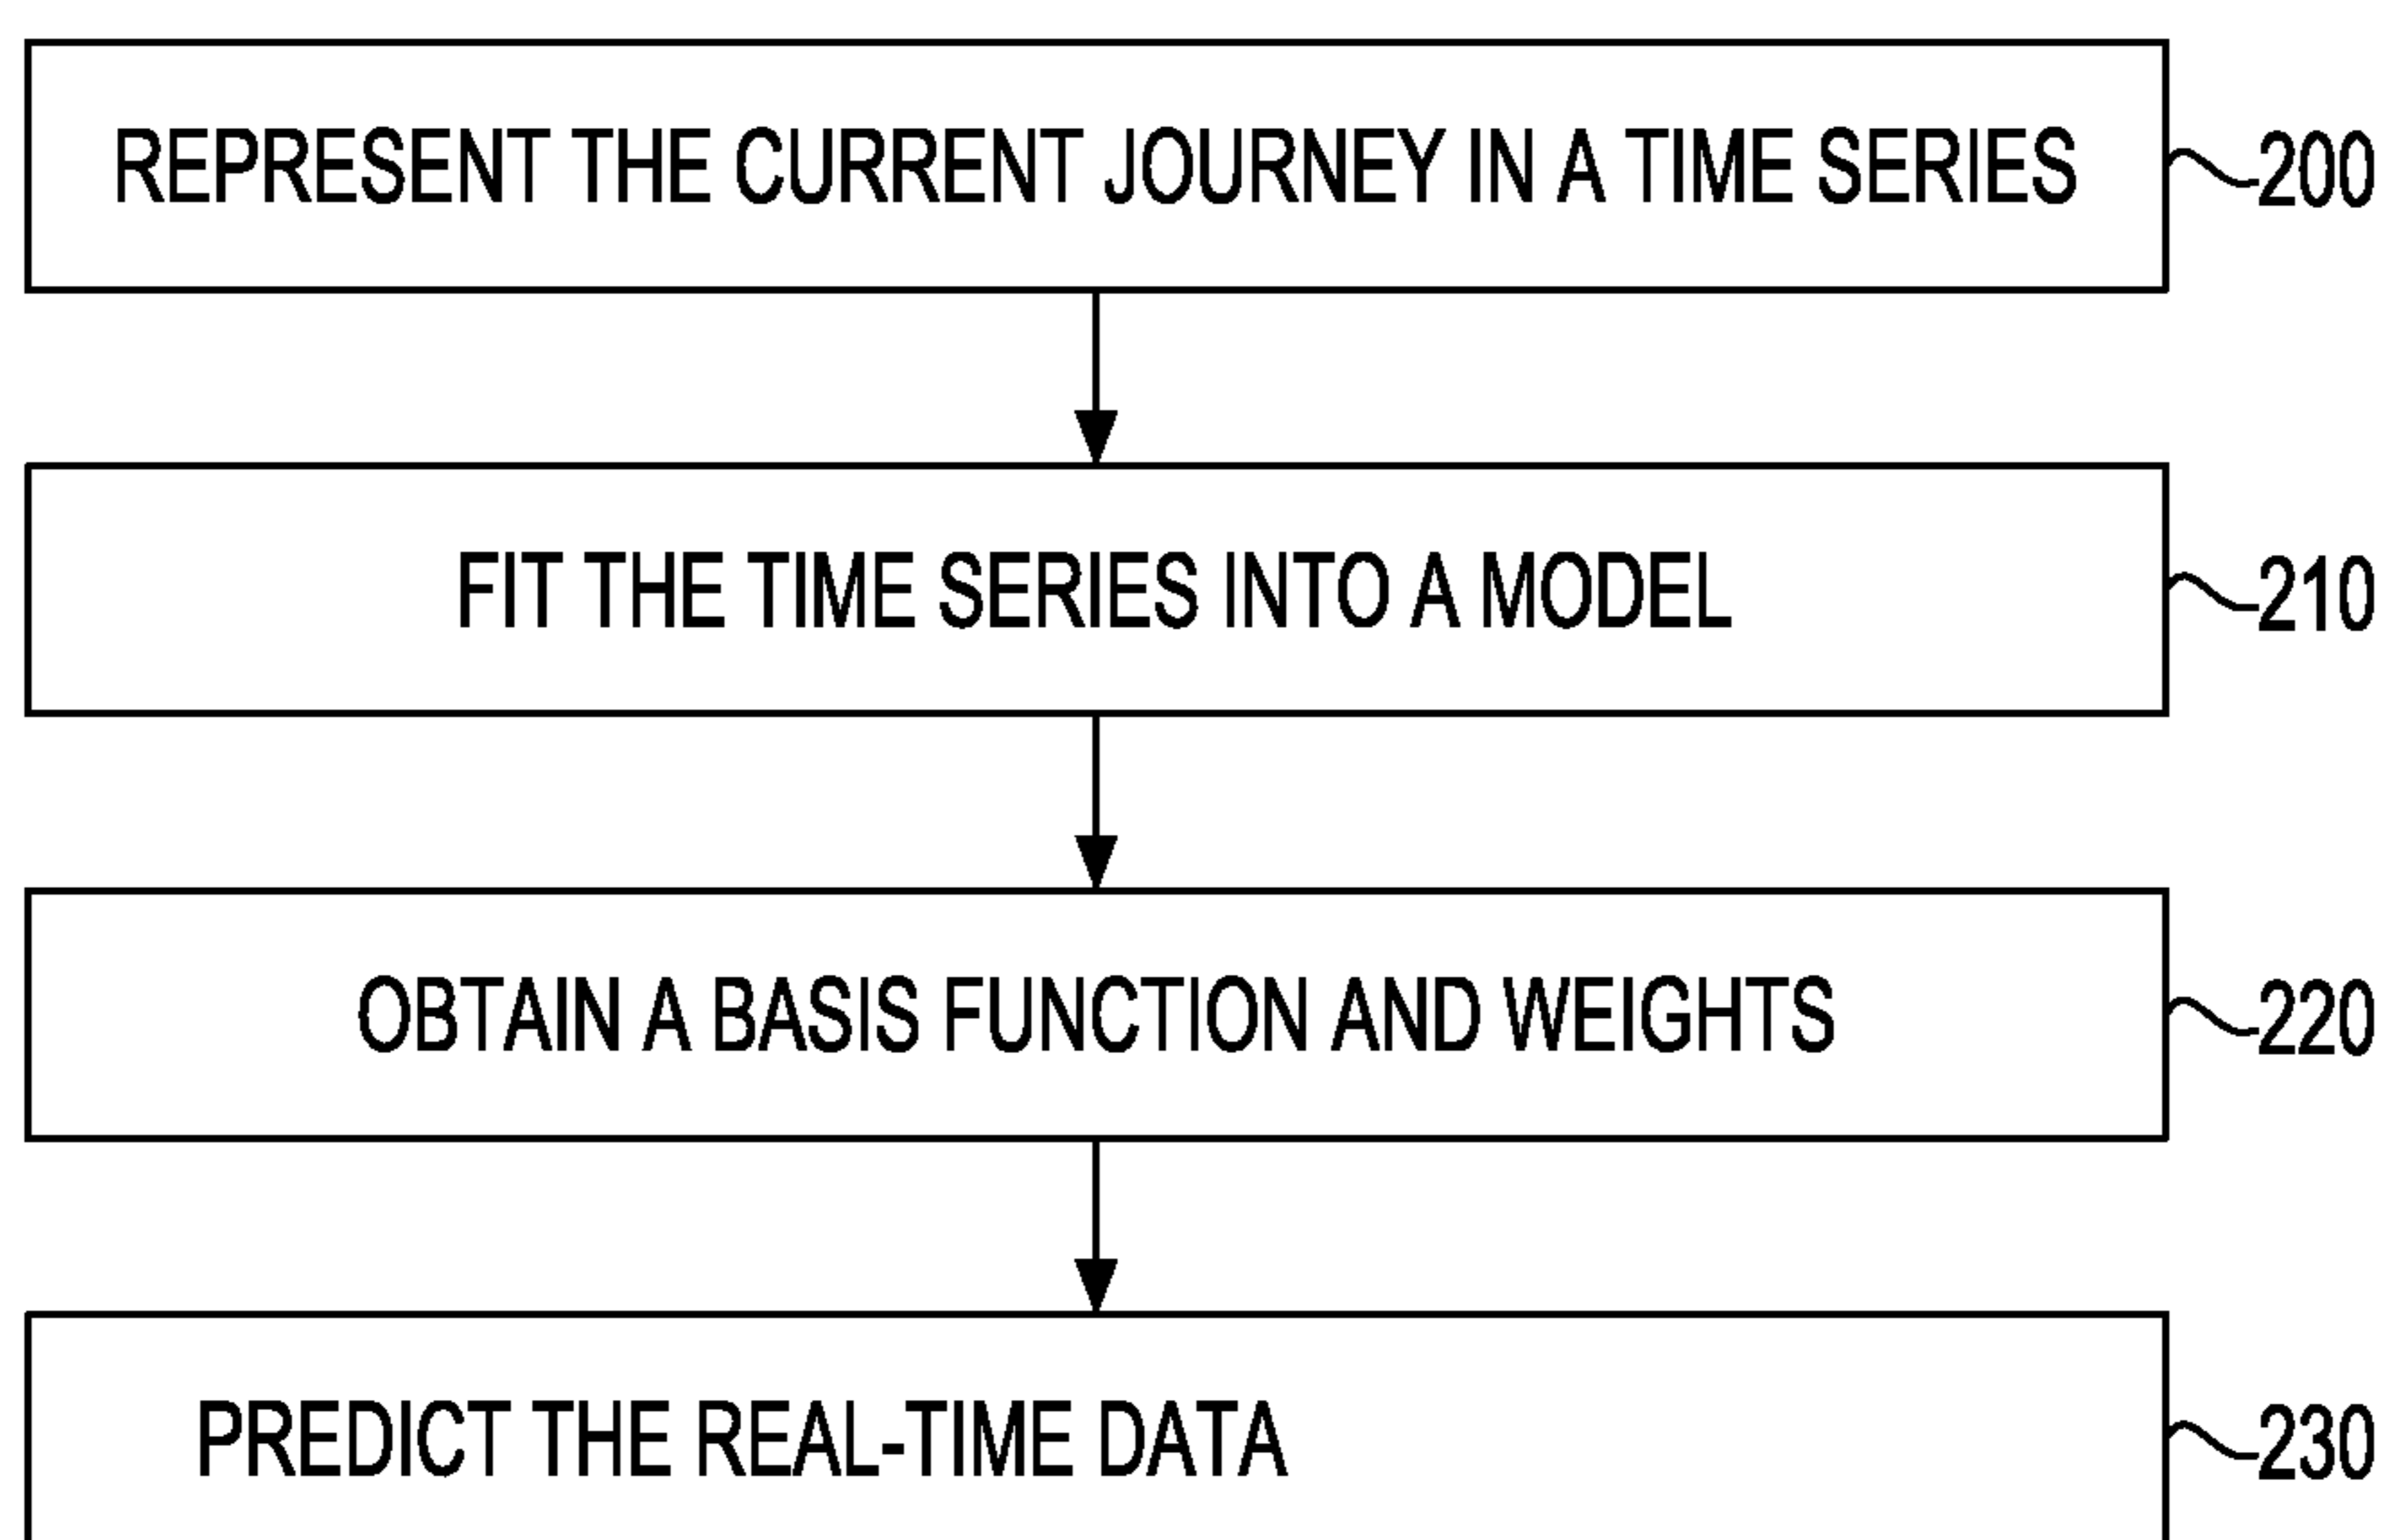 REPRESENT THE CURRENT JOURNEY IN A TIME SERIES 200
FIT THE TIME SERIES INTO A MODEL 210
OBTAIN A BASIS FUNCTION AND WEIGHTS 220
PREDICT THE REAL-TIME DATA 230